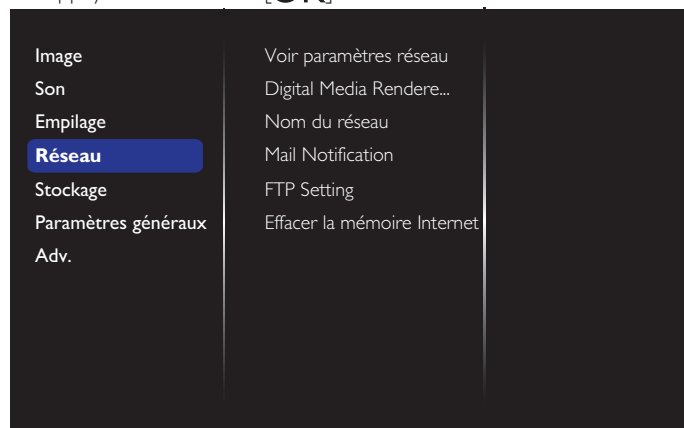 Image
Son
Empilage
Réseau
Stockage
Paramètres généraux
Adv.
Voir paramètres réseau
Digital Media Rendere...
Nom du réseau
Mail Notification
FTP Setting
Effacer la mémoire Internet